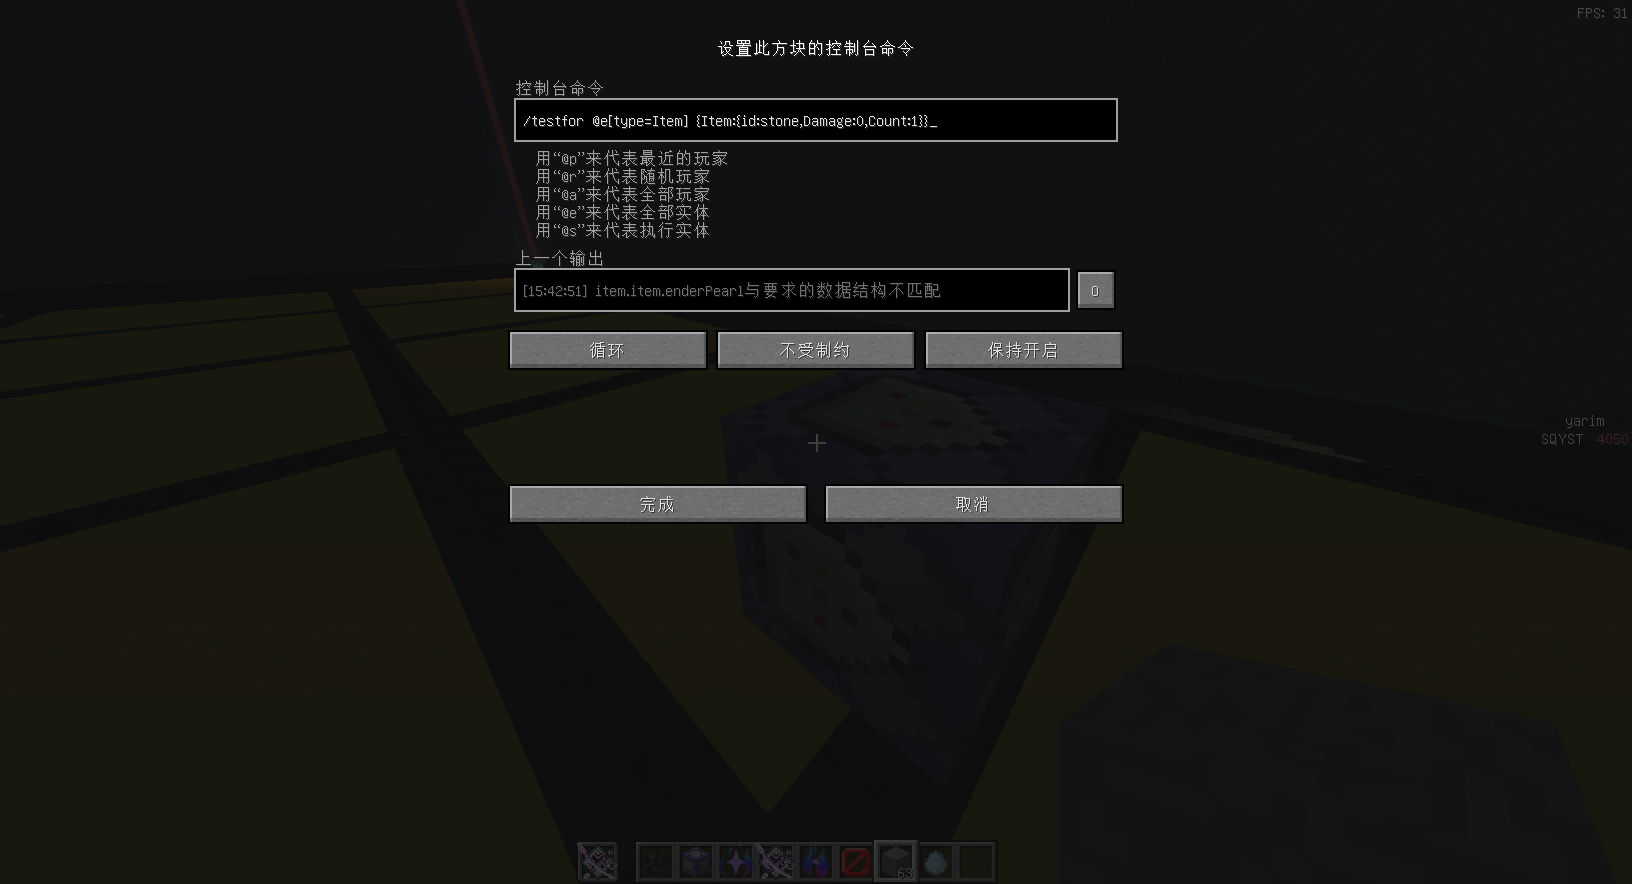 FPS: 31
设置此方块的控制台命令
控制台命令
/testfor @e[type=Item] {Item:{id:stone,Damage:0,Count:1}}_
用“@p”来代表最近的玩家
用“@r”来代表随机玩家
用“@a”来代表全部玩家
用“@e”来代表全部实体
用“@s”来代表执行实体
上一个输出
[15:42:51] item.item.enderPearl与要求的数据结构不匹配
O
循环
不受制约
保持开启
yarim
SQYST 4050
完成
取消
63